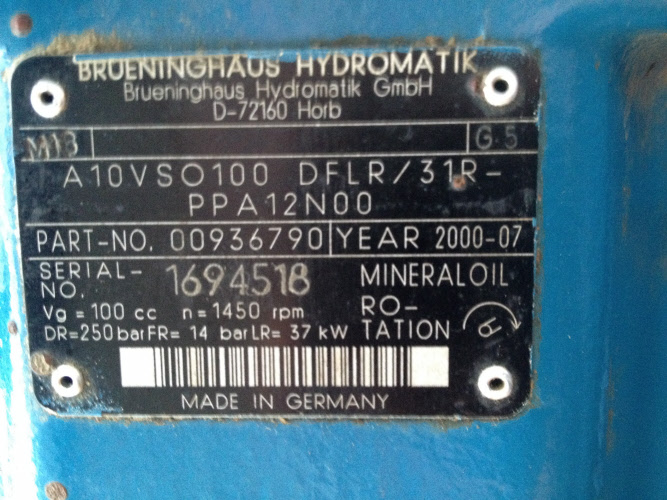 BRUENINGHAUS HYDROMATIK
Brueninghaus Hydromatik GmbH
D-72160 Horb
M13 G 5
A10VSO100 DFLR/31R-
PPA12N00
PART-NO. 00936790 YEAR 2000-07
SERIAL-NO. 1694518 MINERALOIL
Vg = 100 cc n = 1450 rpm RO-
DR=250 bar FR= 14 bar LR= 37 kW TATION
MADE IN GERMANY